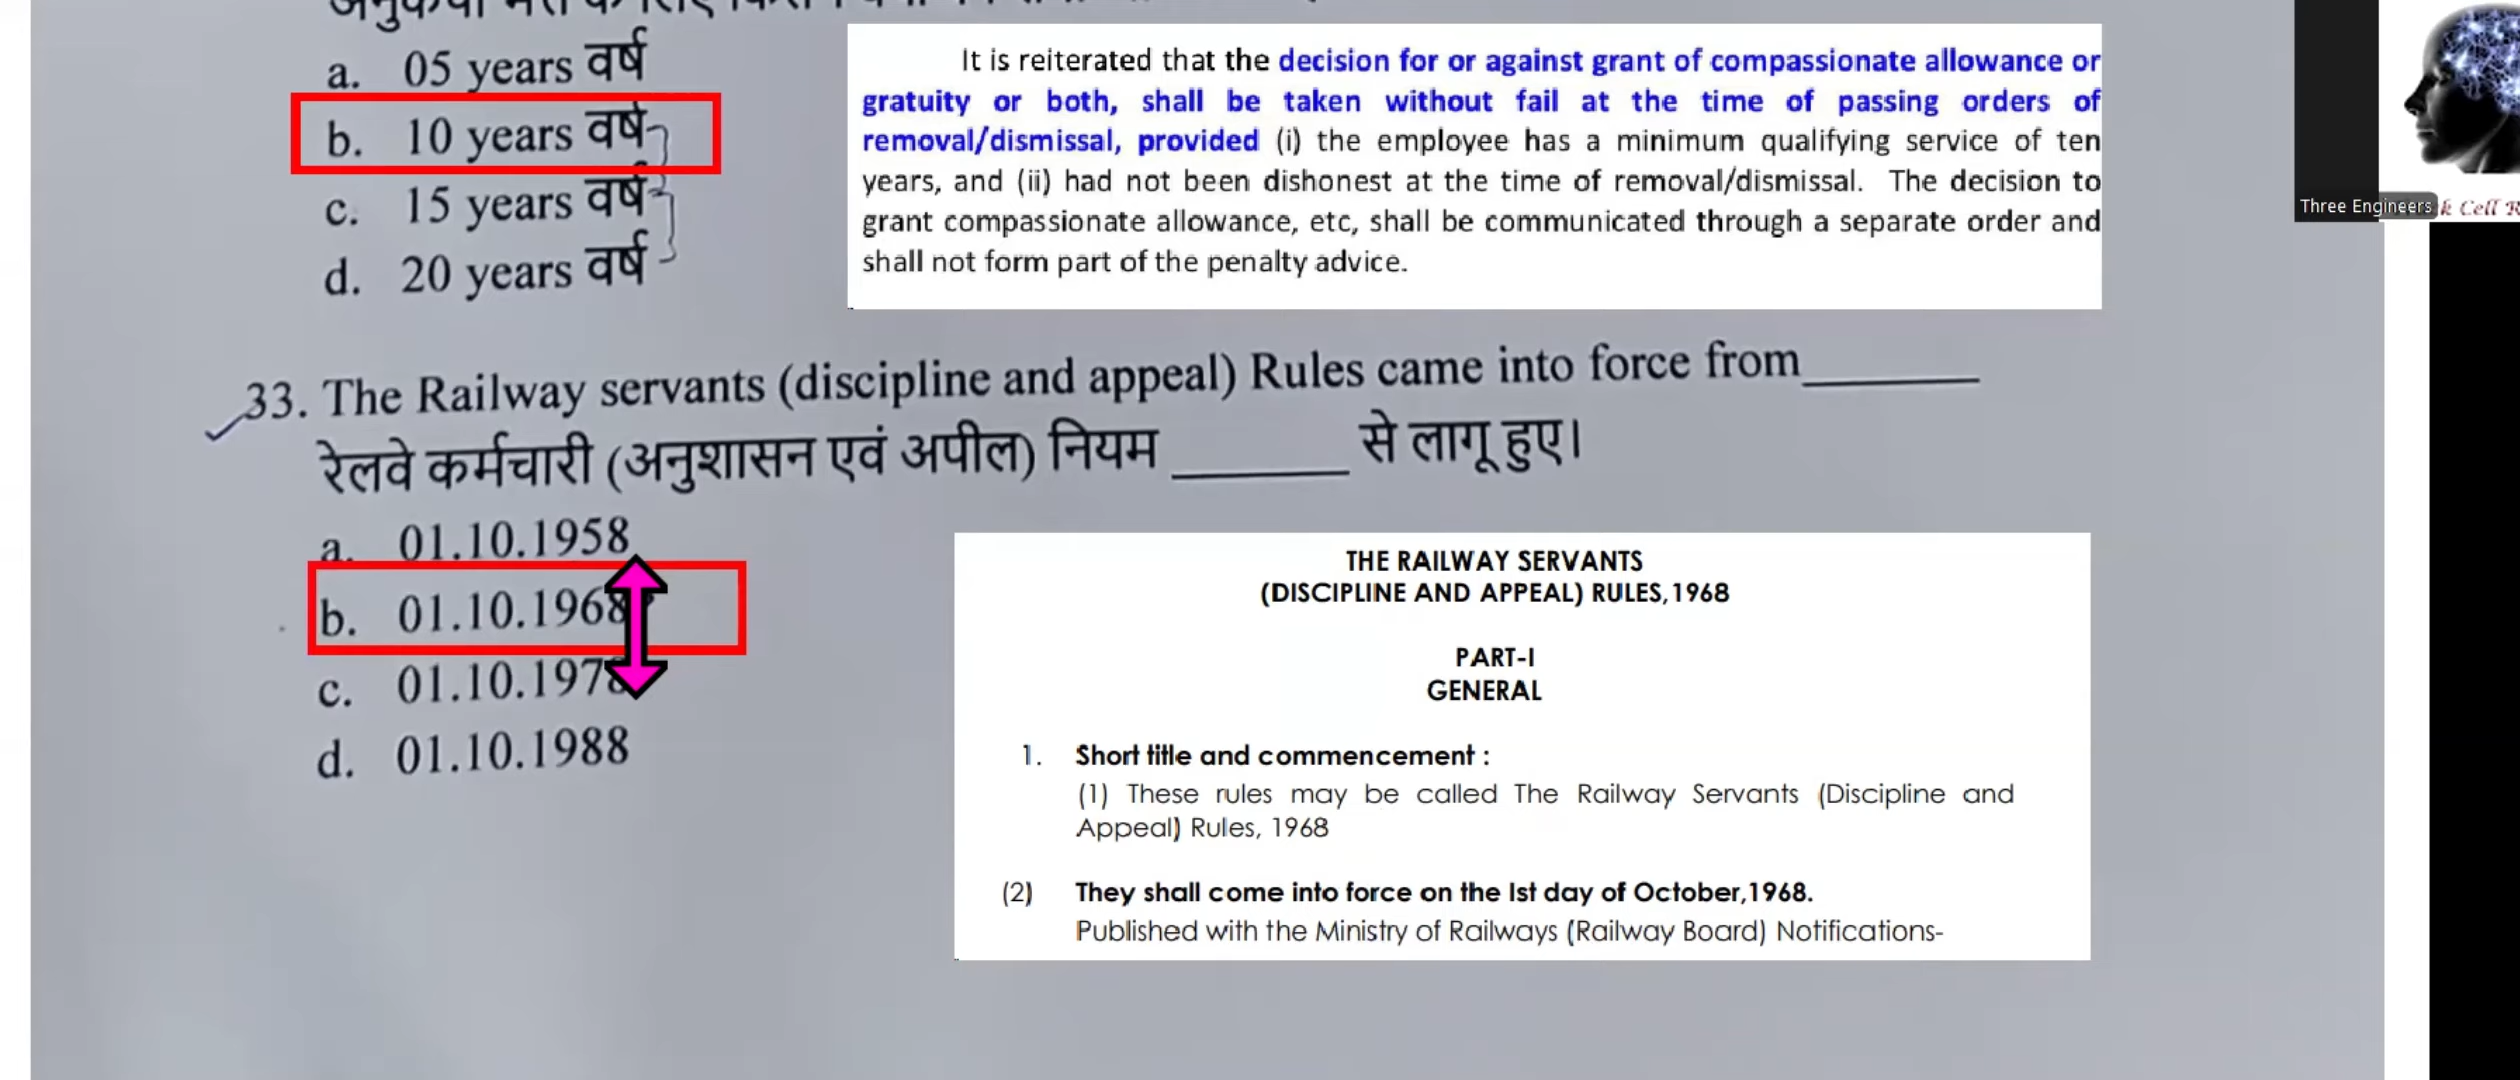 a. 05 years वर्ष
b. 10 years वर्ष
c. 15 years वर्ष
d. 20 years वर्ष
It is reiterated that the decision for or against grant of compassionate allowance or
gratuity or both, shall be taken without fail at the time of passing orders of
removal/dismissal, provided (i) the employee has a minimum qualifying service of ten
years, and (ii) had not been dishonest at the time of removal/dismissal. The decision to
grant compassionate allowance, etc, shall be communicated through a separate order and
shall not form part of the penalty advice.
Three Engineers
Cell
33. The Railway servants (discipline and appeal) Rules came into force from_______
रेलवे कर्मचारी (अनुशासन एवं अपील) नियम _______ से लागू हुए।
a. 01.10.1958
b. 01.10.1968
c. 01.10.1978
d. 01.10.1988
THE RAILWAY SERVANTS
(DISCIPLINE AND APPEAL) RULES,1968
PART-I
GENERAL
1. Short title and commencement :
(1) These rules may be called The Railway Servants (Discipline and
Appeal) Rules, 1968
(2) They shall come into force on the Ist day of October,1968.
Published with the Ministry of Railways (Railway Board) Notifications-